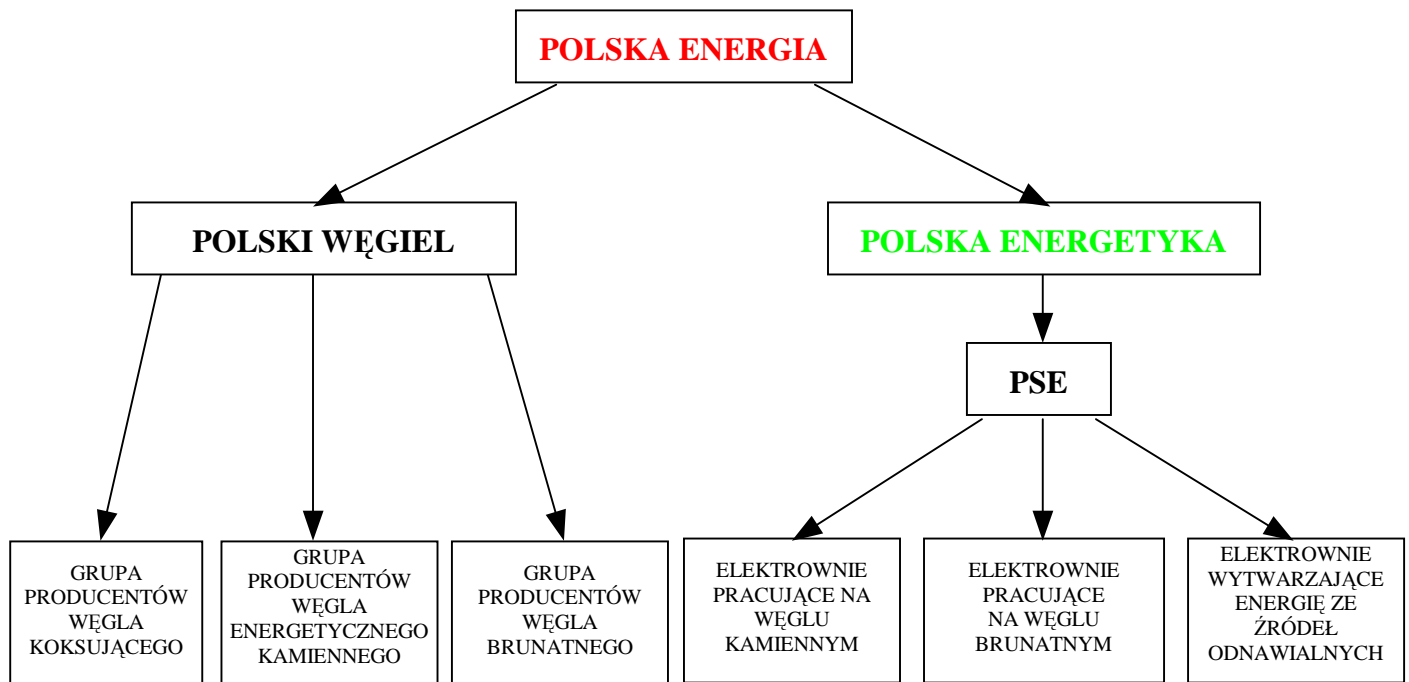 POLSKA ENERGIA
POLSKI WĘGIEL
POLSKA ENERGETYKA
PSE
GRUPA
PRODUCENTÓW
WĘGLA
KOKSUJĄCEGO
GRUPA
PRODUCENTÓW
WĘGLA
ENERGETYCZNEGO
KAMIENNEGO
GRUPA
PRODUCENTÓW
WĘGLA
BRUNATNEGO
ELEKTROWNIE
PRACUJĄCE NA
WĘGLU
KAMIENNYM
ELEKTROWNIE
PRACUJĄCE
NA WĘGLU
BRUNATNYM
ELEKTROWNIE
WYTWARZAJĄCE
ENERGIĘ ZE
ŹRÓDEŁ
ODNAWIALNYCH